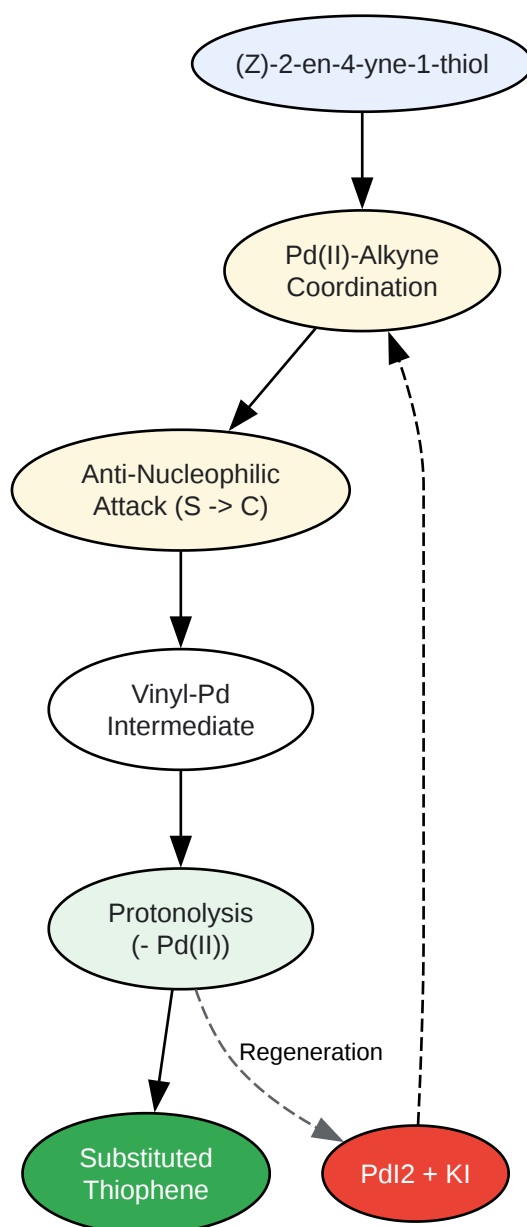 (Z)-2-en-4-yne-1-thiol
Pd(II)-Alkyne
Coordination
Anti-Nucleophilic
Attack (S -> C)
Vinyl-Pd
Intermediate
Protonolysis
(- Pd(II))
Regeneration
Substituted
Thiophene
PdI2 + KI